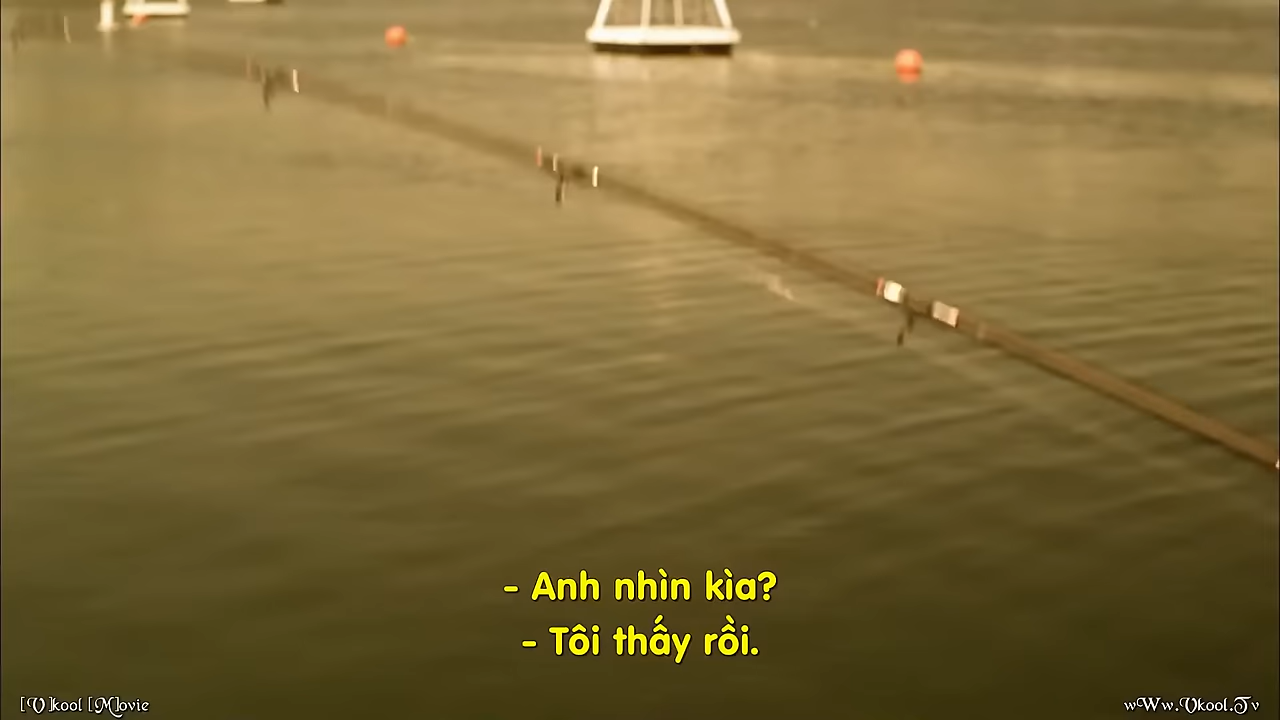 - Anh nhìn kìa?
- Tôi thấy rồi.
[V]kool [M]ovie
wWw.Vkool.Tv